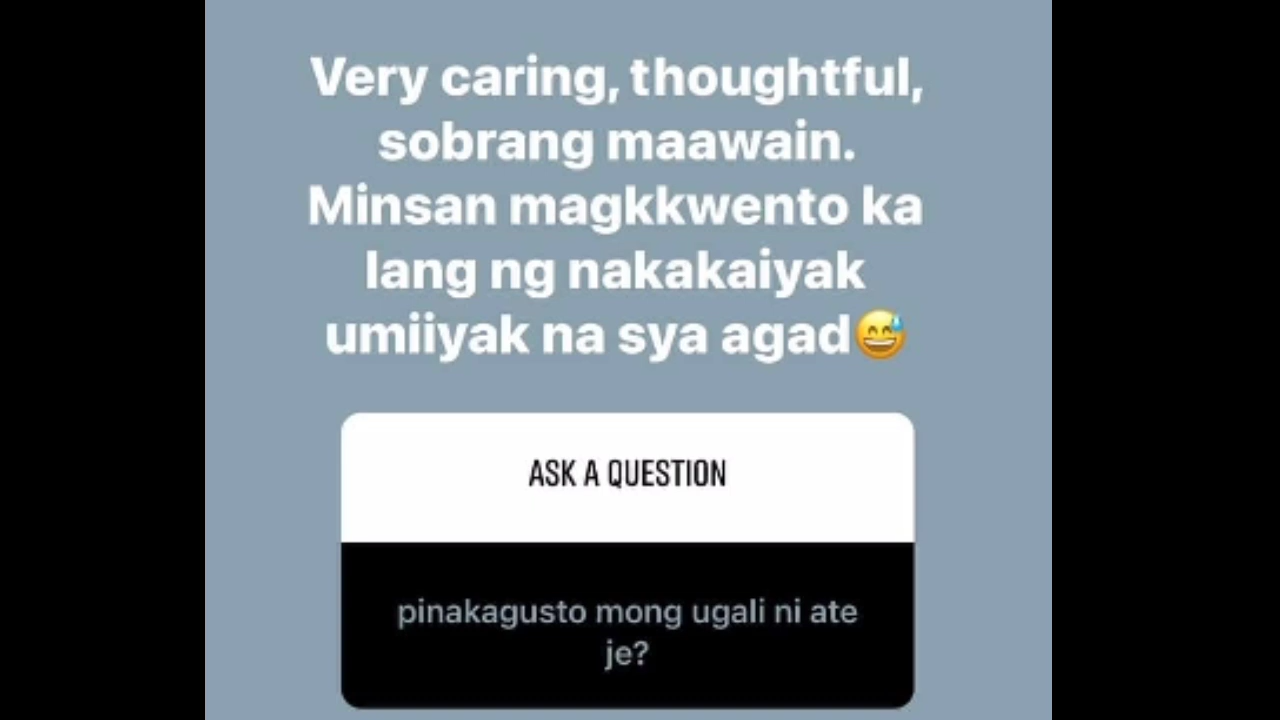 Very caring, thoughtful,
sobrang maawain.
Minsan magkkwento ka
lang ng nakakaiyak
umiiyak na sya agad😅
ASK A QUESTION
pinakagusto mong ugali ni ate
je?